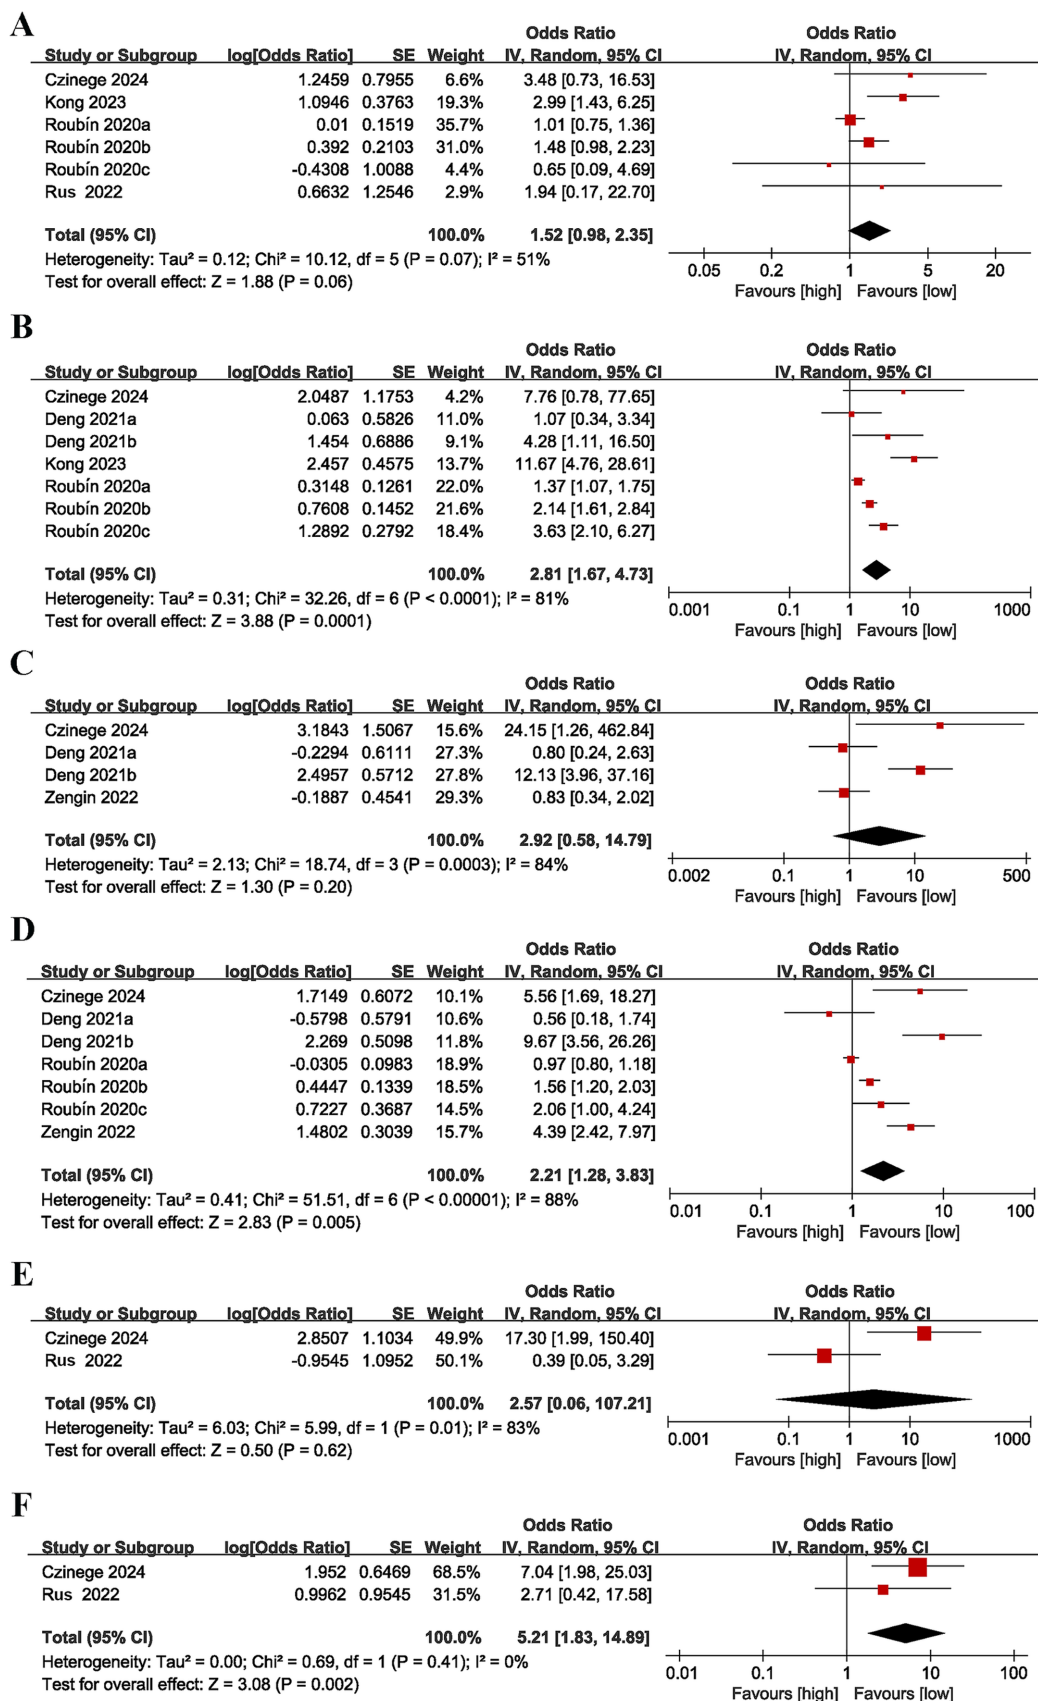 A
Odds Ratio Odds Ratio
Study or Subgroup log[Odds Ratio] SE Weight IV, Random, 95% CI IV, Random, 95% CI
Czinege 2024 1.2459 0.7955 6.6% 3.48 [0.73, 16.53]
Kong 2023 1.0946 0.3763 19.3% 2.99 [1.43, 6.25]
Roubín 2020a 0.01 0.1519 35.7% 1.01 [0.75, 1.36]
Roubín 2020b 0.392 0.2103 31.0% 1.48 [0.98, 2.23]
Roubín 2020c -0.4308 1.0088 4.4% 0.65 [0.09, 4.69]
Rus 2022 0.6632 1.2546 2.9% 1.94 [0.17, 22.70]
Total (95% CI) 100.0% 1.52 [0.98, 2.35]
Heterogeneity: Tau² = 0.12; Chi² = 10.12, df = 5 (P = 0.07); I² = 51%
Test for overall effect: Z = 1.88 (P = 0.06)
0.05 0.2 1 5 20
Favours [high] Favours [low]
B
Odds Ratio Odds Ratio
Study or Subgroup log[Odds Ratio] SE Weight IV, Random, 95% CI IV, Random, 95% CI
Czinege 2024 2.0487 1.1753 4.2% 7.76 [0.78, 77.65]
Deng 2021a 0.063 0.5826 11.0% 1.07 [0.34, 3.34]
Deng 2021b 1.454 0.6886 9.1% 4.28 [1.11, 16.50]
Kong 2023 2.457 0.4575 13.7% 11.67 [4.76, 28.61]
Roubín 2020a 0.3148 0.1261 22.0% 1.37 [1.07, 1.75]
Roubín 2020b 0.7608 0.1452 21.6% 2.14 [1.61, 2.84]
Roubín 2020c 1.2892 0.2792 18.4% 3.63 [2.10, 6.27]
Total (95% CI) 100.0% 2.81 [1.67, 4.73]
Heterogeneity: Tau² = 0.31; Chi² = 32.26, df = 6 (P < 0.0001); I² = 81%
Test for overall effect: Z = 3.88 (P = 0.0001)
0.001 0.1 1 10 1000
Favours [high] Favours [low]
C
Odds Ratio Odds Ratio
Study or Subgroup log[Odds Ratio] SE Weight IV, Random, 95% CI IV, Random, 95% CI
Czinege 2024 3.1843 1.5067 15.6% 24.15 [1.26, 462.84]
Deng 2021a -0.2294 0.6111 27.3% 0.80 [0.24, 2.63]
Deng 2021b 2.4957 0.5712 27.8% 12.13 [3.96, 37.16]
Zengin 2022 -0.1887 0.4541 29.3% 0.83 [0.34, 2.02]
Total (95% CI) 100.0% 2.92 [0.58, 14.79]
Heterogeneity: Tau² = 2.13; Chi² = 18.74, df = 3 (P = 0.0003); I² = 84%
Test for overall effect: Z = 1.30 (P = 0.20)
0.002 0.1 1 10 500
Favours [high] Favours [low]
D
Odds Ratio Odds Ratio
Study or Subgroup log[Odds Ratio] SE Weight IV, Random, 95% CI IV, Random, 95% CI
Czinege 2024 1.7149 0.6072 10.1% 5.56 [1.69, 18.27]
Deng 2021a -0.5798 0.5791 10.6% 0.56 [0.18, 1.74]
Deng 2021b 2.269 0.5098 11.8% 9.67 [3.56, 26.26]
Roubín 2020a -0.0305 0.0983 18.9% 0.97 [0.80, 1.18]
Roubín 2020b 0.4447 0.1339 18.5% 1.56 [1.20, 2.03]
Roubín 2020c 0.7227 0.3687 14.5% 2.06 [1.00, 4.24]
Zengin 2022 1.4802 0.3039 15.7% 4.39 [2.42, 7.97]
Total (95% CI) 100.0% 2.21 [1.28, 3.83]
Heterogeneity: Tau² = 0.41; Chi² = 51.51, df = 6 (P < 0.00001); I² = 88%
Test for overall effect: Z = 2.83 (P = 0.005)
0.01 0.1 1 10 100
Favours [high] Favours [low]
E
Odds Ratio Odds Ratio
Study or Subgroup log[Odds Ratio] SE Weight IV, Random, 95% CI IV, Random, 95% CI
Czinege 2024 2.8507 1.1034 49.9% 17.30 [1.99, 150.40]
Rus 2022 -0.9545 1.0952 50.1% 0.39 [0.05, 3.29]
Total (95% CI) 100.0% 2.57 [0.06, 107.21]
Heterogeneity: Tau² = 6.03; Chi² = 5.99, df = 1 (P = 0.01); I² = 83%
Test for overall effect: Z = 0.50 (P = 0.62)
0.001 0.1 1 10 1000
Favours [high] Favours [low]
F
Odds Ratio Odds Ratio
Study or Subgroup log[Odds Ratio] SE Weight IV, Random, 95% CI IV, Random, 95% CI
Czinege 2024 1.952 0.6469 68.5% 7.04 [1.98, 25.03]
Rus 2022 0.9962 0.9545 31.5% 2.71 [0.42, 17.58]
Total (95% CI) 100.0% 5.21 [1.83, 14.89]
Heterogeneity: Tau² = 0.00; Chi² = 0.69, df = 1 (P = 0.41); I² = 0%
Test for overall effect: Z = 3.08 (P = 0.002)
0.01 0.1 1 10 100
Favours [high] Favours [low]